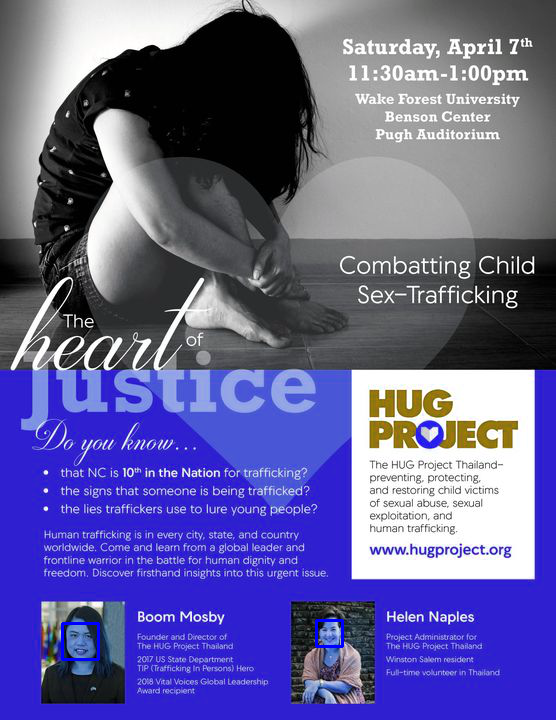 Saturday, April 7th
11:30am-1:00pm
Wake Forest University
Benson Center
Pugh Auditorium
Combatting Child
Sex-Trafficking
The
heart of
justice
Do you know...
• that NC is 10th in the Nation for trafficking?
• the signs that someone is being trafficked?
• the lies traffickers use to lure young people?
Human trafficking is in every city, state, and country
worldwide. Come and learn from a global leader and
frontline warrior in the battle for human dignity and
freedom. Discover firsthand insights into this urgent issue.
HUG
PROJECT
The HUG Project Thailand–
preventing, protecting,
and restoring child victims
of sexual abuse, sexual
exploitation, and
human trafficking.
www.hugproject.org
Boom Mosby
Founder and Director of
The HUG Project Thailand
2017 US State Department
TIP (Trafficking In Persons) Hero
2018 Vital Voices Global Leadership
Award recipient
Helen Naples
Project Administrator for
The HUG Project Thailand
Winston Salem resident
Full-time volunteer in Thailand